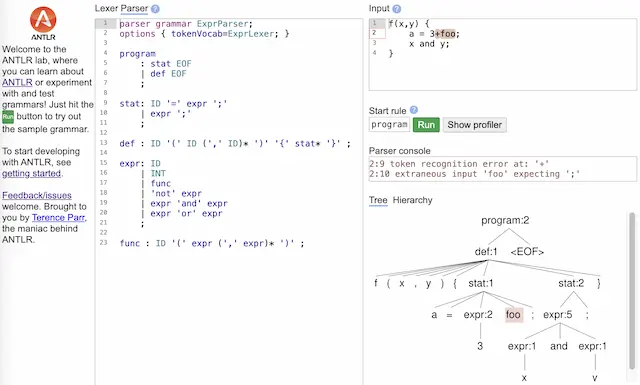 ANTLR
Welcome to the
ANTLR lab, where
you can learn about
ANTLR or experiment
with and test
grammars! Just hit the
Run button to try out
the sample grammar.
To start developing
with ANTLR, see
getting started.
Feedback/issues
welcome. Brought to
you by Terence Parr,
the maniac behind
ANTLR.
Lexer Parser ?
1 parser grammar ExprParser;
2 options { tokenVocab=ExprLexer; }
3
4 program
5 : stat EOF
6 | def EOF
7 ;
8
9 stat: ID '=' expr ';'
10 | expr ';'
11 ;
12
13 def : ID '(' ID (',' ID)* ')' '{' stat* '}' ;
14
15 expr: ID
16 | INT
17 | func
18 | 'not' expr
19 | expr 'and' expr
20 | expr 'or' expr
21 ;
22
23 func : ID '(' expr (',' expr)* ')' ;
Input ?
1 f(x,y) {
2 a = 3+foo;
3 x and y;
4 }
Start rule ?
program Run Show profiler
Parser console
2:9 token recognition error at: '+'
2:10 extraneous input 'foo' expecting ';'
Tree Hierarchy
program:2
def:1 <EOF>
f ( x , y ) { stat:1 stat:2 }
a = expr:2 foo ; expr:5 ;
3 expr:1 and expr:1
x y